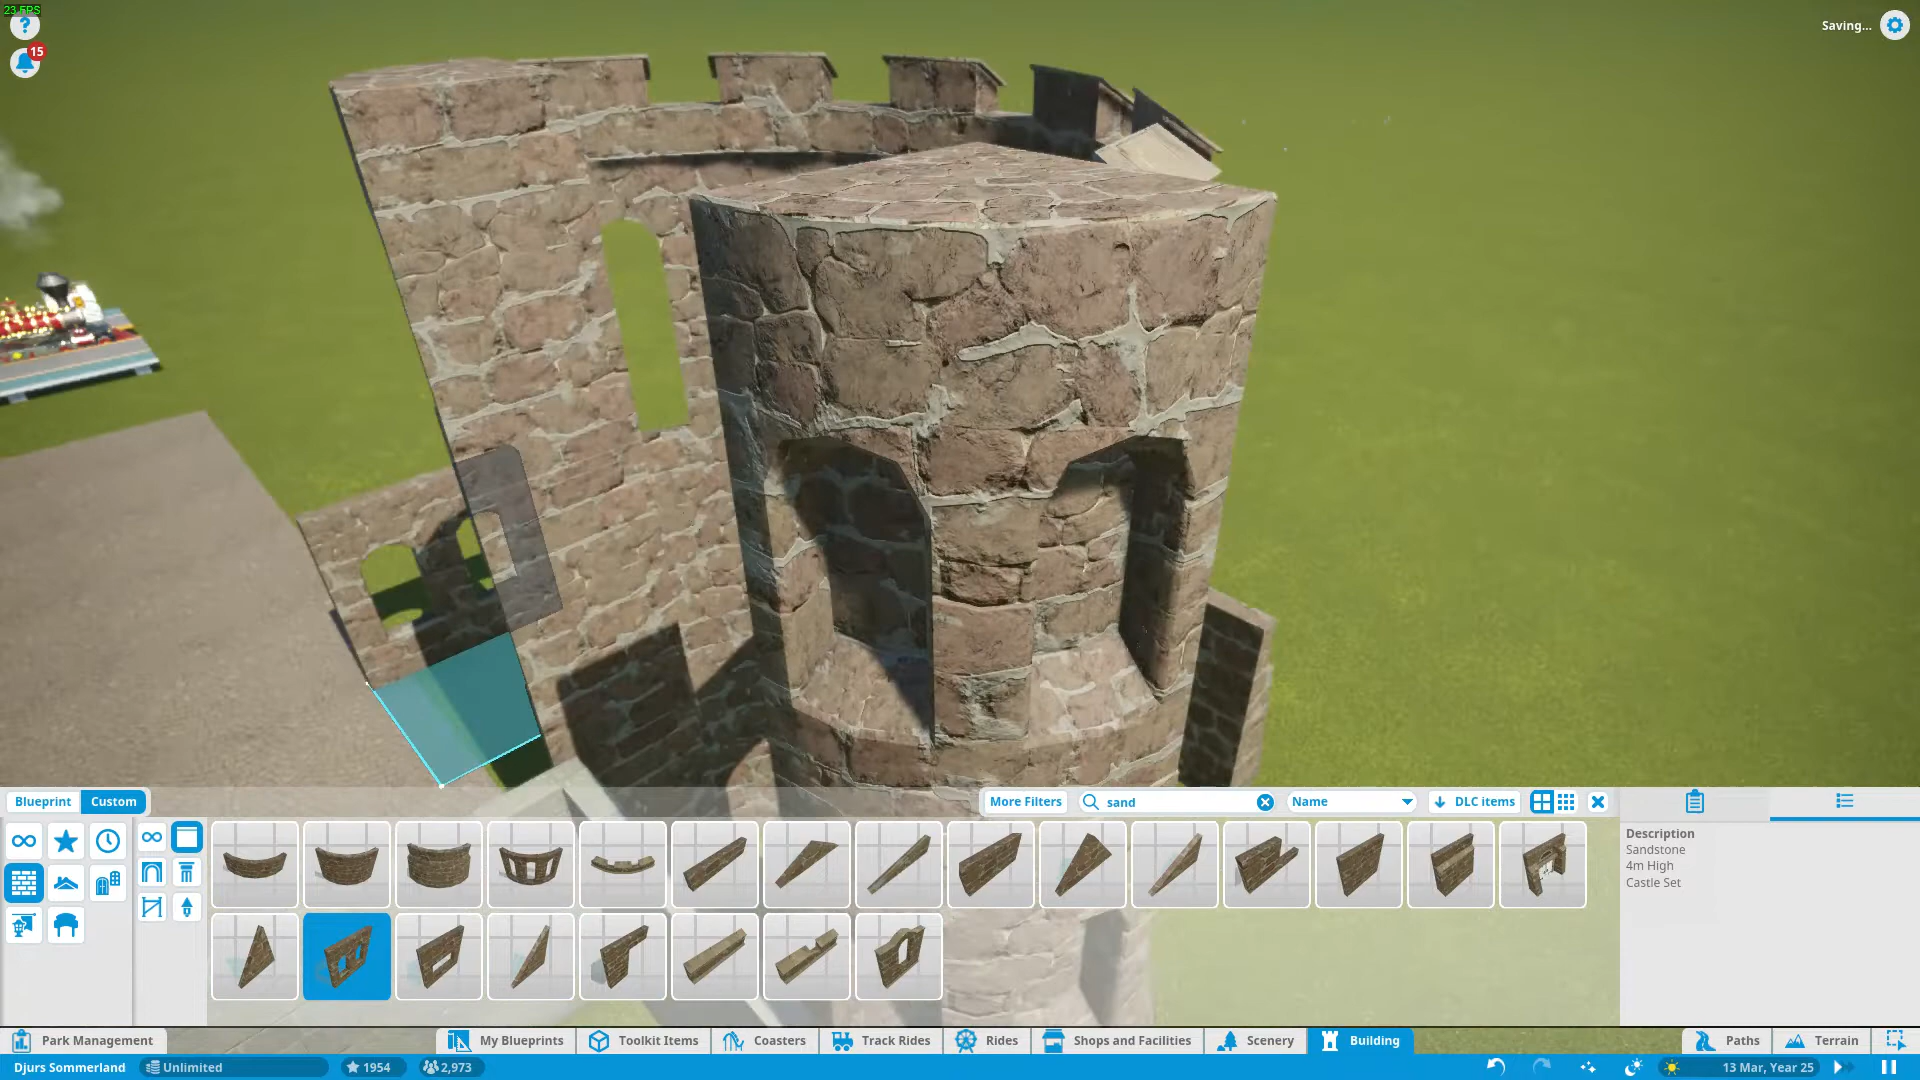 23 FPS
?
15
Saving...
Blueprint
Custom
More Filters
sand
Name
DLC items
Description
Sandstone
4m High
Castle Set
Park Management
My Blueprints
Toolkit Items
Coasters
Track Rides
Rides
Shops and Facilities
Scenery
Building
Paths
Terrain
Djurs Sommerland
Unlimited
1954
2,973
13 Mar, Year 25